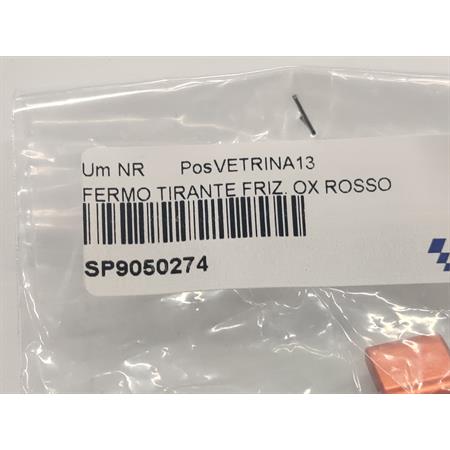 Um NR PosVETRINA13
FERMO TIRANTE FRIZ. OX ROSSO
SP9050274